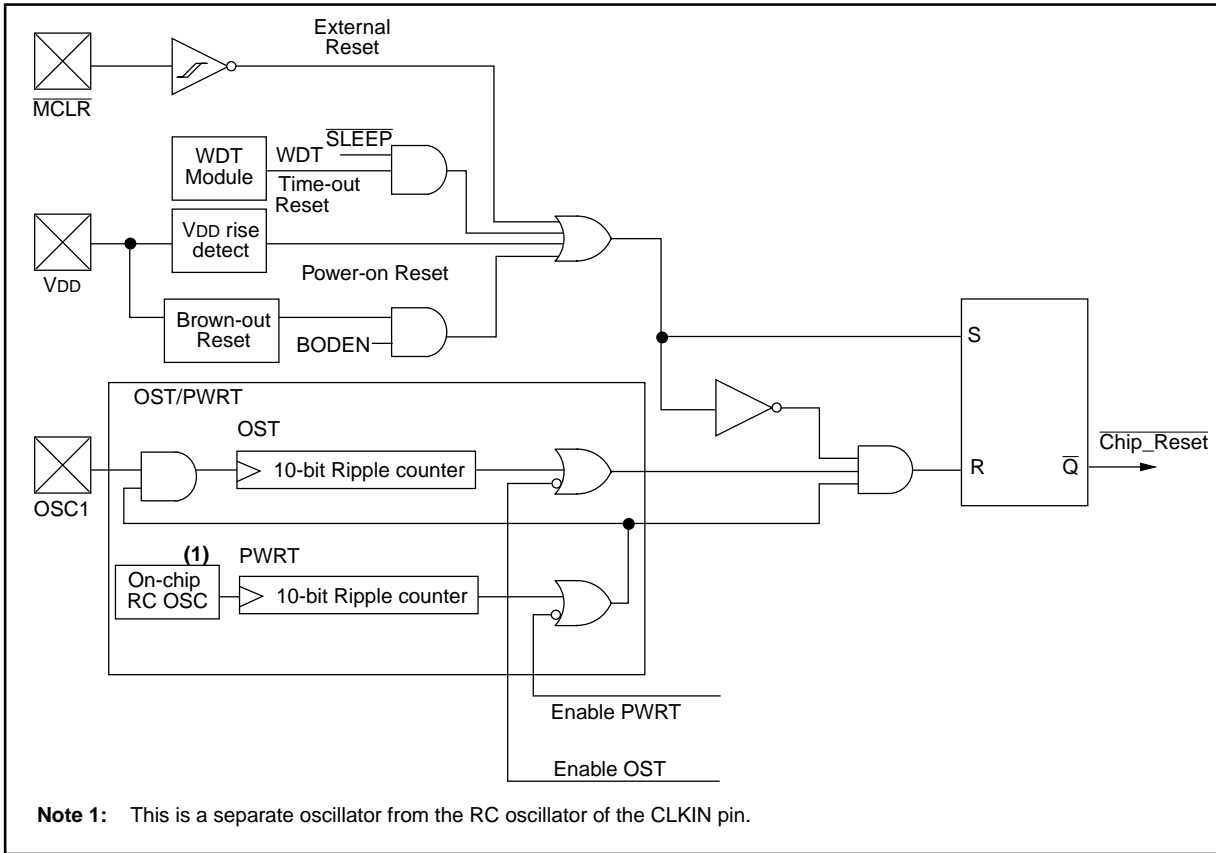 External
Reset
MCLR
SLEEP
WDT
Module
WDT
Time-out
Reset
VDD rise
detect
VDD
Power-on Reset
Brown-out
Reset
BODEN
S
OST/PWRT
OST
10-bit Ripple counter
Chip_Reset
R
Q
OSC1
(1)
PWRT
On-chip
RC OSC
10-bit Ripple counter
Enable PWRT
Enable OST
Note 1: This is a separate oscillator from the RC oscillator of the CLKIN pin.